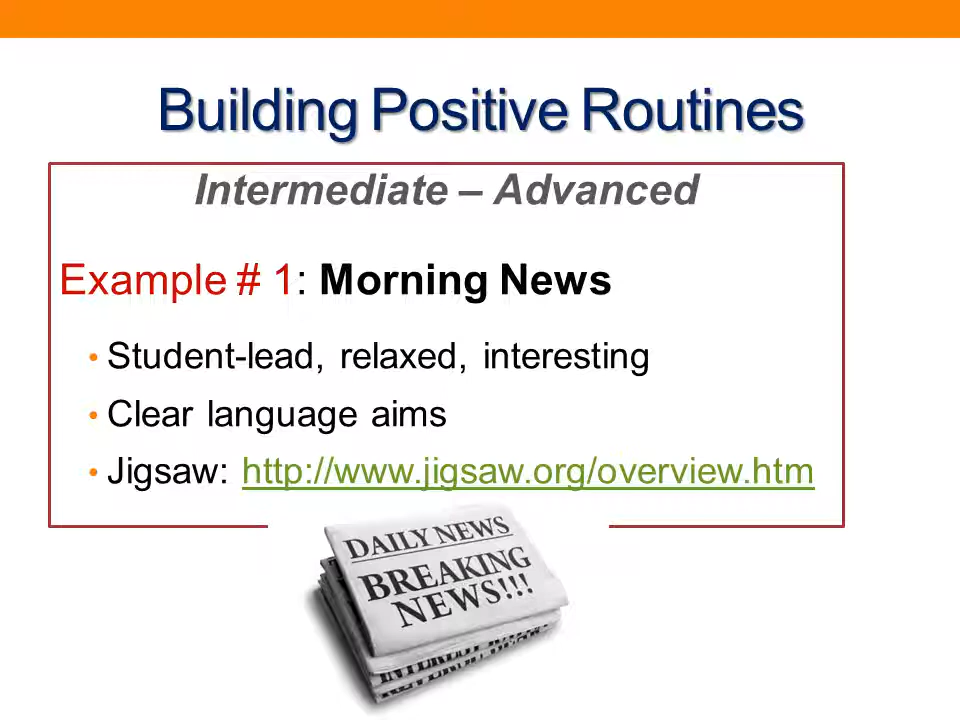 Building Positive Routines
Intermediate – Advanced
Example # 1: Morning News
• Student-lead, relaxed, interesting
• Clear language aims
• Jigsaw: http://www.jigsaw.org/overview.htm
DAILY NEWS
BREAKING
NEWS!!!